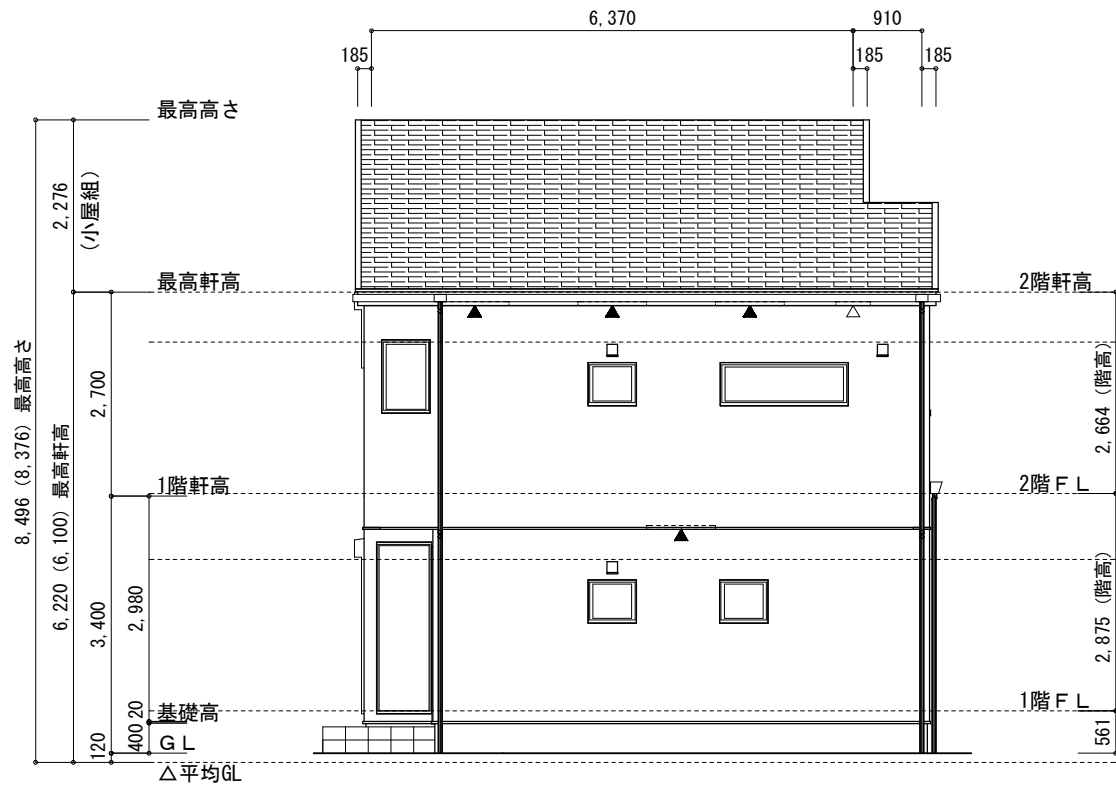 6,370
910
185
185
185
最高高さ
2,276
(小屋組)
最高軒高
2階軒高
8,496 (8,376) 最高高さ
6,220 (6,100) 最高軒高
2,700
2,664 (階高)
1階軒高
2階FL
3,400
2,980
2,875 (階高)
20
基礎高
1階FL
400
120
GL
561
△平均GL